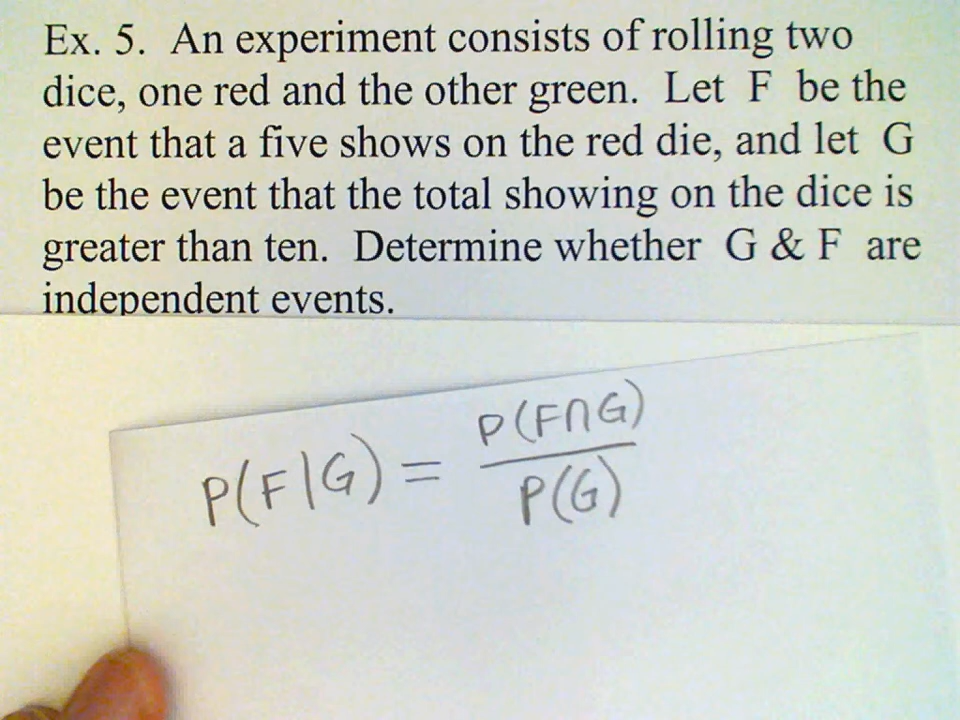 Ex. 5.  An experiment consists of rolling two
dice, one red and the other green.  Let  F  be the
event that a five shows on the red die, and let  G
be the event that the total showing on the dice is
greater than ten.  Determine whether  G & F  are
independent events.
P(F|G) = P(F∩G)
P(G)